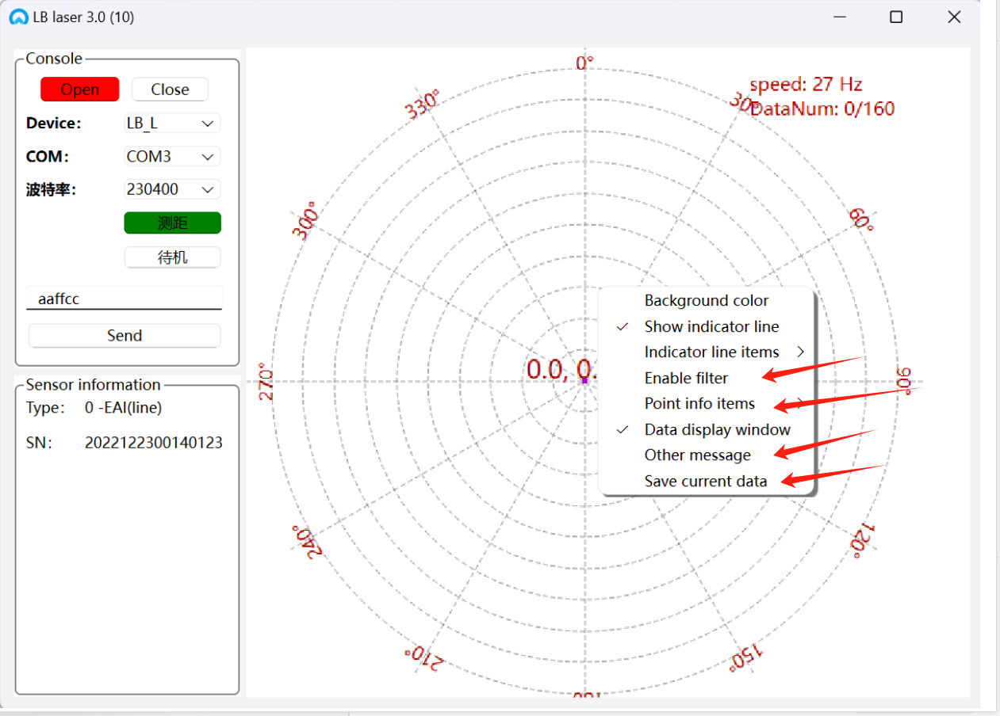 LB laser 3.0 (10)
Console
Open Close
Device: LB_L
COM: COM3
波特率: 230400
测距
待机
aaffcc
Send
Sensor information
Type: 0 -EAI(line)
SN: 2022122300140123
speed: 27 Hz
DataNum: 0/160
0°
30°
60°
90°
120°
150°
180
210°
240°
270°
300°
330°
0.0, 0.
Background color
Show indicator line
Indicator line items
Enable filter
Point info items
Data display window
Other message
Save current data